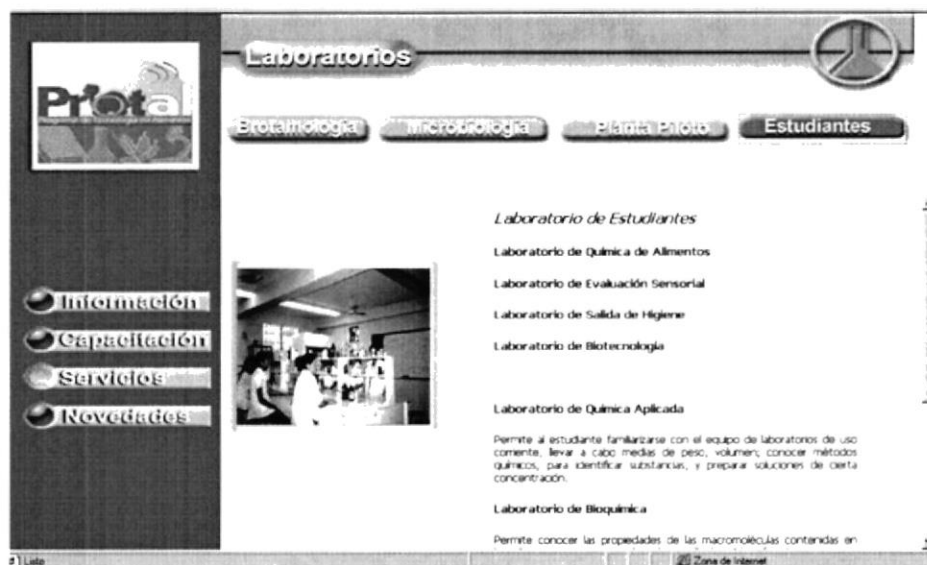 Laboratorios
Protal
Brotamología
Microbiología
Planta Piloto
Estudiantes
Información
Capacitación
Servicios
Novedades
Laboratorio de Estudiantes
Laboratorio de Química de Alimentos
Laboratorio de Evaluación Sensorial
Laboratorio de Salida de Higiene
Laboratorio de Biotecnología
Laboratorio de Química Aplicada
Permite al estudiante familiarizarse con el equipo de laboratorios de uso
corriente, llevar a cabo medias de peso, volumen; conocer métodos
químicos, para identificar substancias, y preparar soluciones de cierta
concentración.
Laboratorio de Bioquímica
Permite conocer las propiedades de las macromoléculas contenidas en
Listo
Zona de Internet